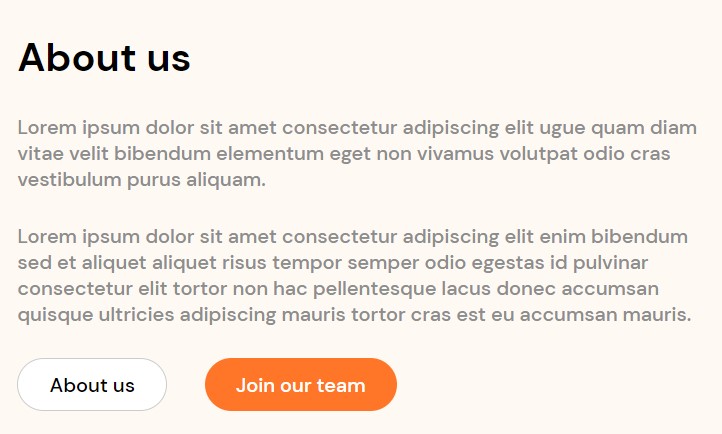 About us
Lorem ipsum dolor sit amet consectetur adipiscing elit ugue quam diam
vitae velit bibendum elementum eget non vivamus volutpat odio cras
vestibulum purus aliquam.
Lorem ipsum dolor sit amet consectetur adipiscing elit enim bibendum
sed et aliquet aliquet risus tempor semper odio egestas id pulvinar
consectetur elit tortor non hac pellentesque lacus donec accumsan
quisque ultricies adipiscing mauris tortor cras est eu accumsan mauris.
About us
Join our team